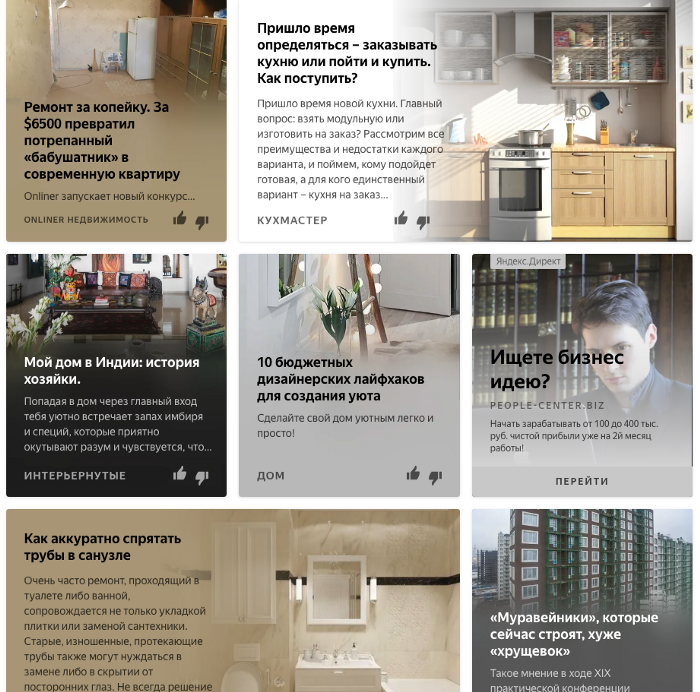 Ремонт за копейку. За
$6500 превратил
потрепанный
«бабушатник» в
современную квартиру
Onliner запускает новый конкурс...
ONLINER НЕДВИЖИМОСТЬ
Пришло время
определяться – заказывать
кухню или пойти и купить.
Как поступить?
Пришло время новой кухни. Главный
вопрос: взять модульную или
изготовить на заказ? Рассмотрим все
преимущества и недостатки каждого
варианта, и поймем, кому подойдет
готовая, а для кого единственный
вариант – кухня на заказ...
КУХМАСТЕР
Мой дом в Индии: история
хозяйки.
Попадая в дом через главный вход
тебя уютно встречает запах имбиря
и специй, которые приятно
окутывают разум и чувствуется, что...
ИНТЕРЬЕРНУТЫЕ
10 бюджетных
дизайнерских лайфхаков
для создания уюта
Сделайте свой дом уютным легко и
просто!
ДОМ
Яндекс.Директ
Ищете бизнес
идею?
PEOPLE-CENTER.BIZ
Начать зарабатывать от 100 до 400 тыс.
руб. чистой прибыли уже на 2й месяц
работы!
ПЕРЕЙТИ
Как аккуратно спрятать
трубы в санузле
Очень часто ремонт, проходящий в
туалете либо ванной,
сопровождается не только укладкой
плитки или заменой сантехники.
Старые, изношенные, протекающие
трубы также могут нуждаться в
замене либо в скрытии от
посторонних глаз. Не всегда решение
«Муравейники», которые
сейчас строят, хуже
«хрущевок»
Такое мнение в ходе XIX
практической конференции